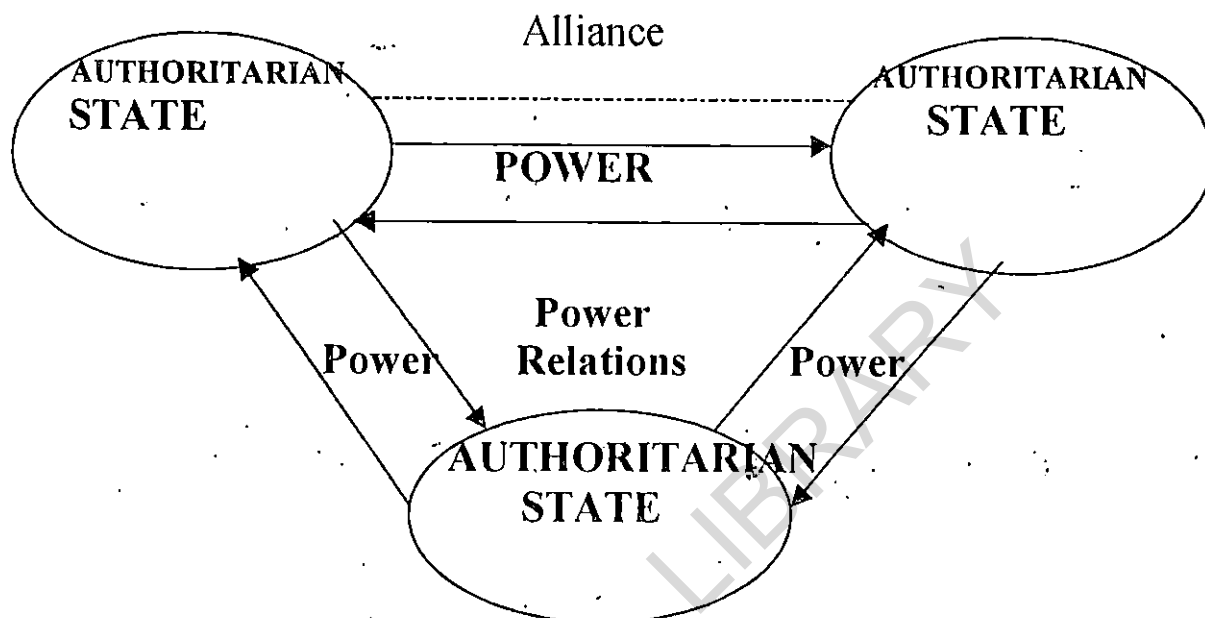 Alliance
AUTHORITARIAN
STATE
AUTHORITARIAN
STATE
POWER
Power
Relations
Power
Power
AUTHORITARIAN
STATE
LIBRARY